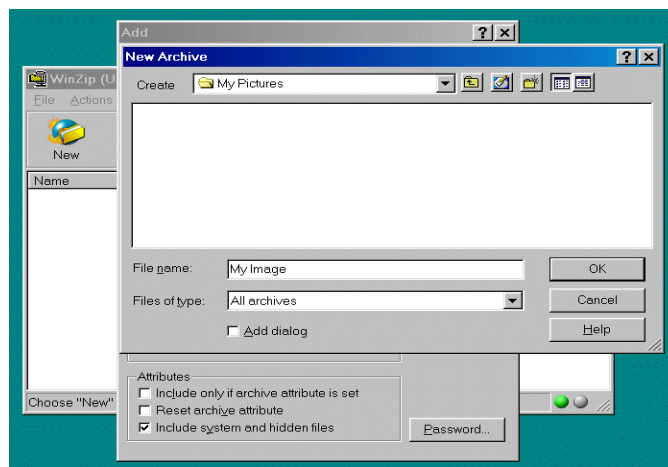 Add
New Archive
WinZip (U
File Actions
Create My Pictures
New
Name
File name: My Image
OK
Files of type: All archives
Cancel
Add dialog
Help
Attributes
Include only if archive attribute is set
Reset archive attribute
Include system and hidden files
Password...
Choose "New"